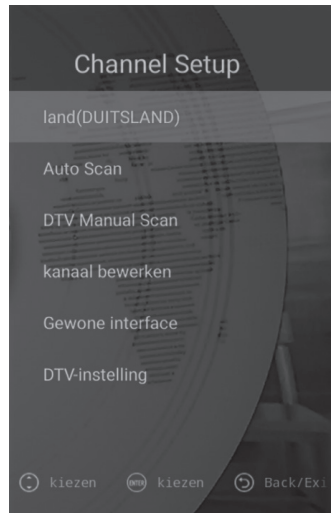 Channel Setup
land(DUITSLAND)
Auto Scan
DTV Manual Scan
kanaal bewerken
Gewone interface
DTV-instelling
kiezen ENTER kiezen Back/Exi